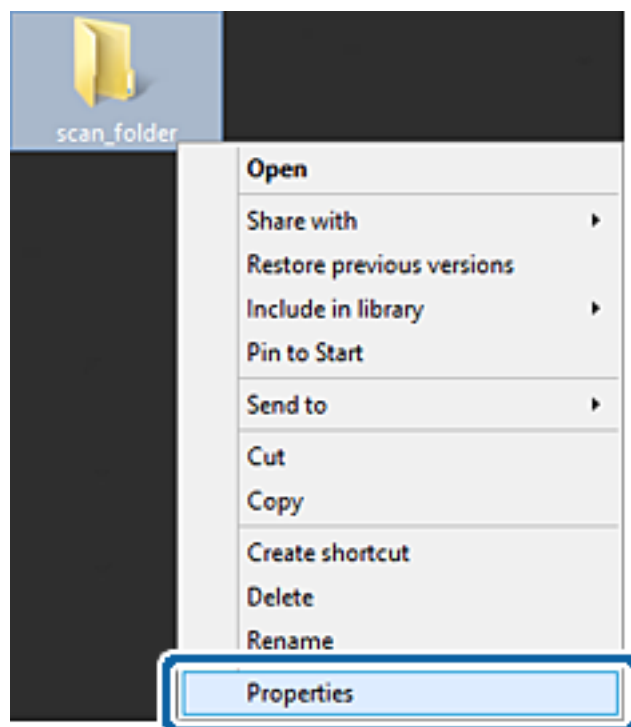 scan_folder
Open
Share with
Restore previous versions
Include in library
Pin to Start
Send to
Cut
Copy
Create shortcut
Delete
Rename
Properties